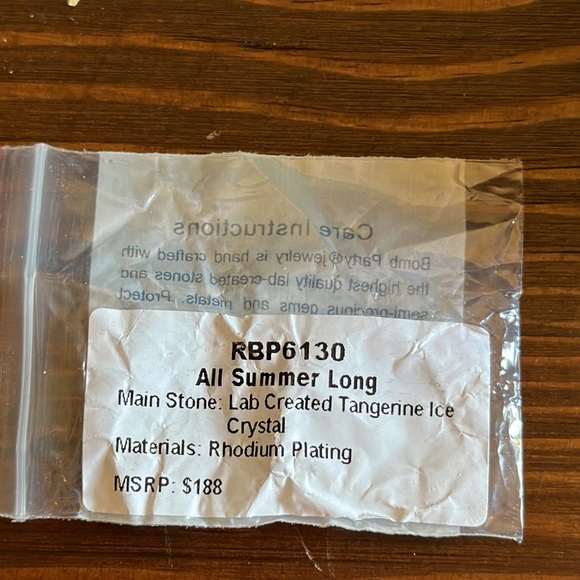 Care Instructions
Bomb Party® jewelry is hand crafted with
the highest quality lab-created stones and
semi-precious gems and metals. Protect
RBP6130
All Summer Long
Main Stone: Lab Created Tangerine Ice
Crystal
Materials: Rhodium Plating
MSRP: $188